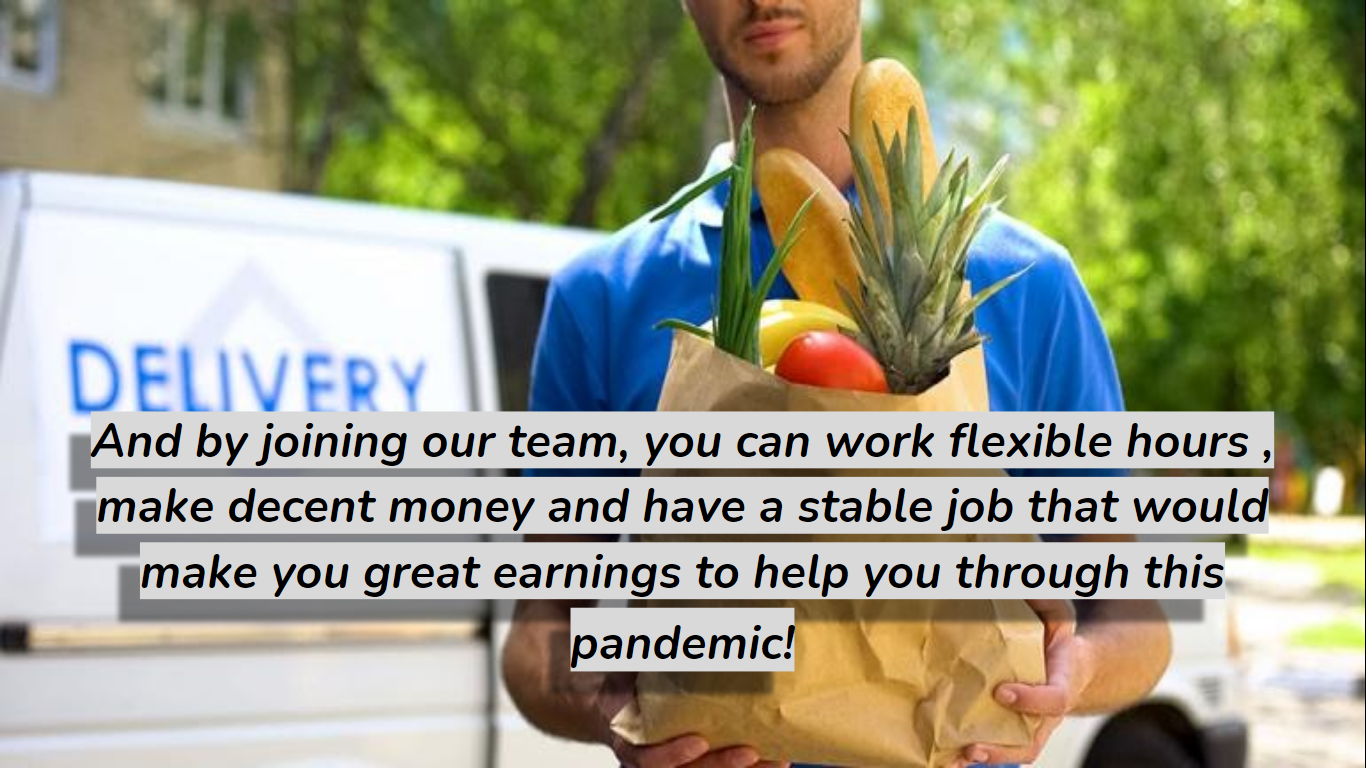 DELIVERY
And by joining our team, you can work flexible hours ,
make decent money and have a stable job that would
make you great earnings to help you through this
pandemic!